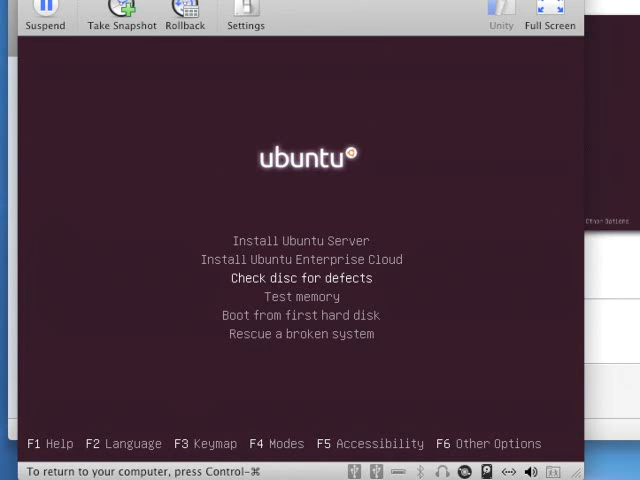 Suspend Take Snapshot Rollback Settings Unity Full Screen
ubuntu
Other Options
Install Ubuntu Server
Install Ubuntu Enterprise Cloud
Check disc for defects
Test memory
Boot from first hard disk
Rescue a broken system
F1 Help F2 Language F3 Keymap F4 Modes F5 Accessibility F6 Other Options
To return to your computer, press Control-⌘